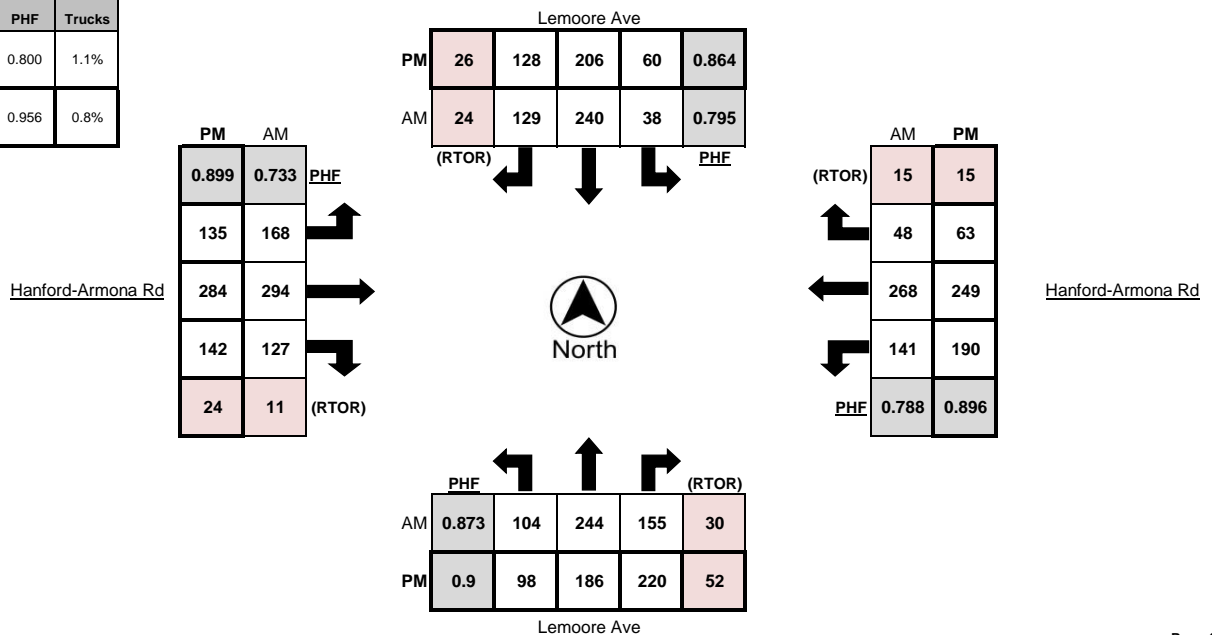 PHF Trucks
0.800 1.1%
0.956 0.8%
Lemoore Ave
PM 26 128 206 60 0.864
AM 24 129 240 38 0.795
(RTOR) PHF
PM AM
0.899 0.733 PHF
135 168
284 294
142 127
24 11 (RTOR)
Hanford-Armona Rd
North
AM PM
(RTOR) 15 15
48 63
268 249
141 190
PHF 0.788 0.896
Hanford-Armona Rd
PHF (RTOR)
AM 0.873 104 244 155 30
PM 0.9 98 186 220 52
Lemoore Ave